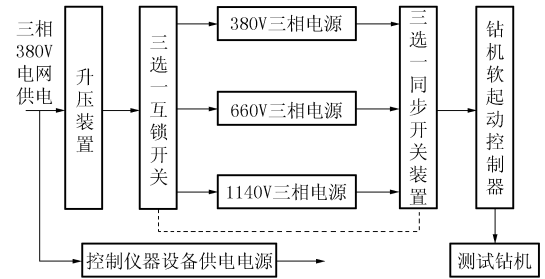 三相
380V
电网
供电
升压装置
三选一互锁开关
380V三相电源
660V三相电源
1140V三相电源
三选一同步开关装置
钻机软起动控制器
控制仪器设备供电电源
测试钻机